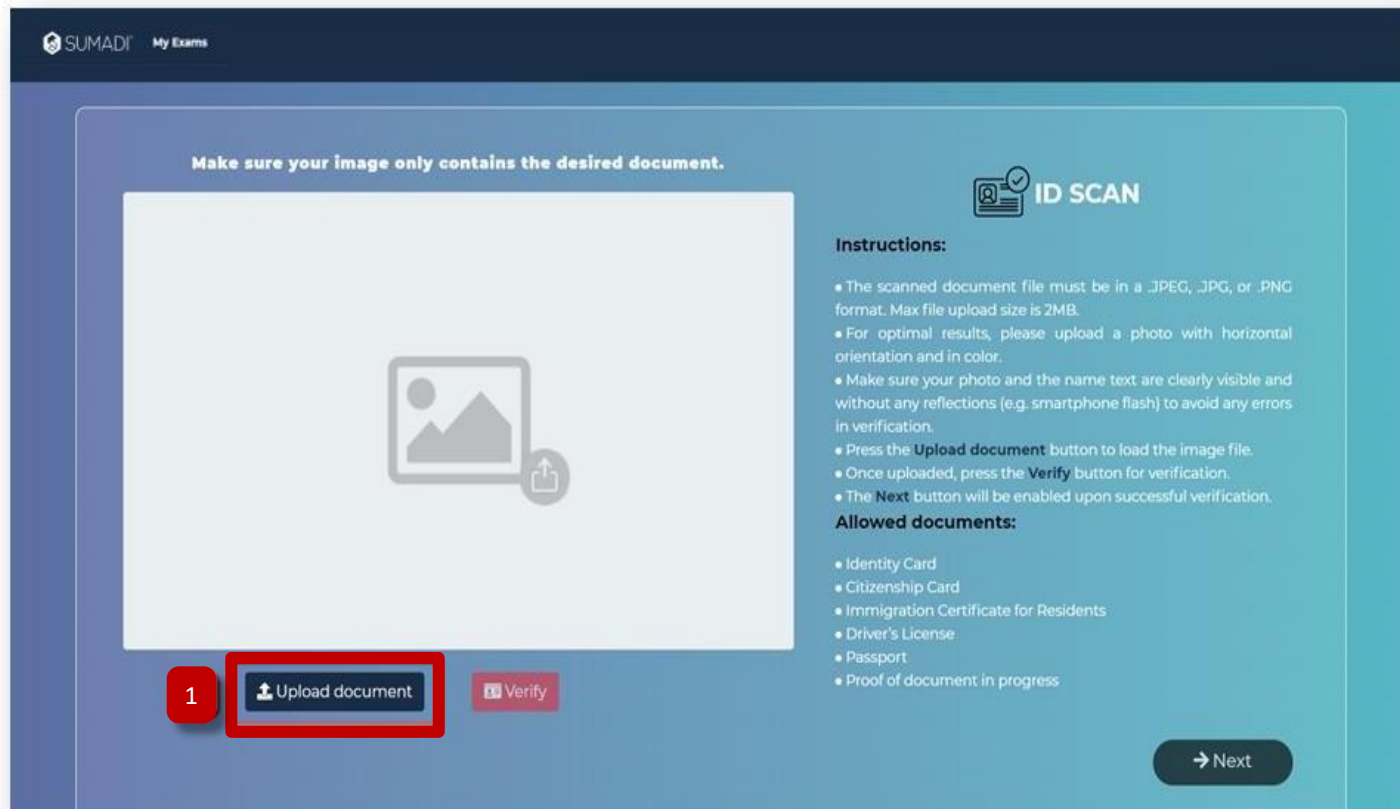 SUMADI My Exams
Make sure your image only contains the desired document.
ID SCAN
Instructions:
• The scanned document file must be in a .JPEG, .JPG, or .PNG
format. Max file upload size is 2MB.
• For optimal results, please upload a photo with horizontal
orientation and in color.
• Make sure your photo and the name text are clearly visible and
without any reflections (e.g. smartphone flash) to avoid any errors
in verification.
• Press the Upload document button to load the image file.
• Once uploaded, press the Verify button for verification.
• The Next button will be enabled upon successful verification.
Allowed documents:
• Identity Card
• Citizenship Card
• Immigration Certificate for Residents
• Driver's License
• Passport
• Proof of document in progress
1 Upload document Verify
Next